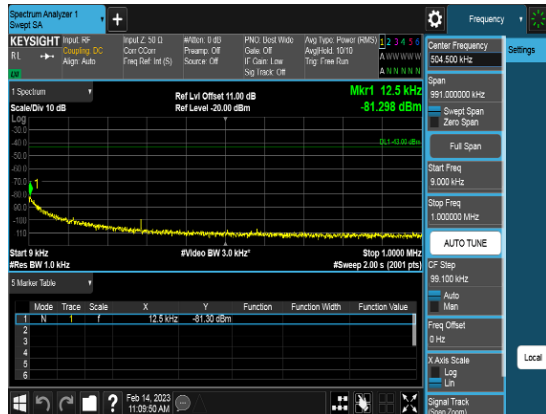 Spectrum Analyzer 1
Swept SA
+
Frequency
KEYSIGHT
RL
Input: RF
Coupling: DC
Align: Auto
Input Z: 50 Ω
Corr CCorr
Freq Ref: Int (S)
#Atten: 0 dB
Preamp: Off
Source: Off
PNO: Best Wide
Gate: Off
IF Gain: Low
Sig Track: Off
Avg Type: Power (RMS)
Avg|Hold: 10/10
Trig: Free Run
1 2 3 4 5 6
A W W W W W
A N N N N N
1 Spectrum
Scale/Div 10 dB
Ref Lvl Offset 11.00 dB
Ref Level -20.00 dBm
Mkr1 12.5 kHz
-81.298 dBm
Log
-30.0
-40.0
-50.0
-60.0
-70.0
-80.0
-90.0
-100
-110
DL1 -43.00 dBm
1
Start 9 kHz
#Res BW 1.0 kHz
#Video BW 3.0 kHz*
Stop 1.0000 MHz
#Sweep 2.00 s (2001 pts)
5 Marker Table
Mode Trace Scale X Y Function Function Width Function Value
1 N 1 f 12.5 kHz -81.30 dBm
2
3
4
5
6
Feb 14, 2023
11:09:50 AM
Center Frequency
504.500 kHz
Settings
Span
991.000000 kHz
Swept Span
Zero Span
Full Span
Start Freq
9.000 kHz
Stop Freq
1.000000 MHz
AUTO TUNE
CF Step
99.100 kHz
Auto
Man
Freq Offset
0 Hz
X Axis Scale
Log
Lin
Local
Signal Track
(Span Zoom)